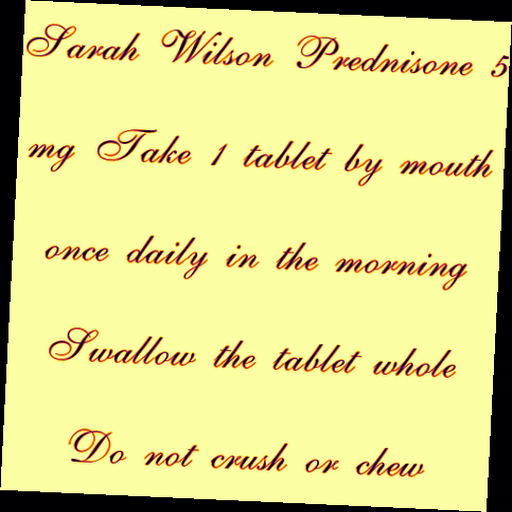 Sarah Wilson Prednisone 5
mg Take 1 tablet by mouth
once daily in the morning
Swallow the tablet whole
Do not crush or chew